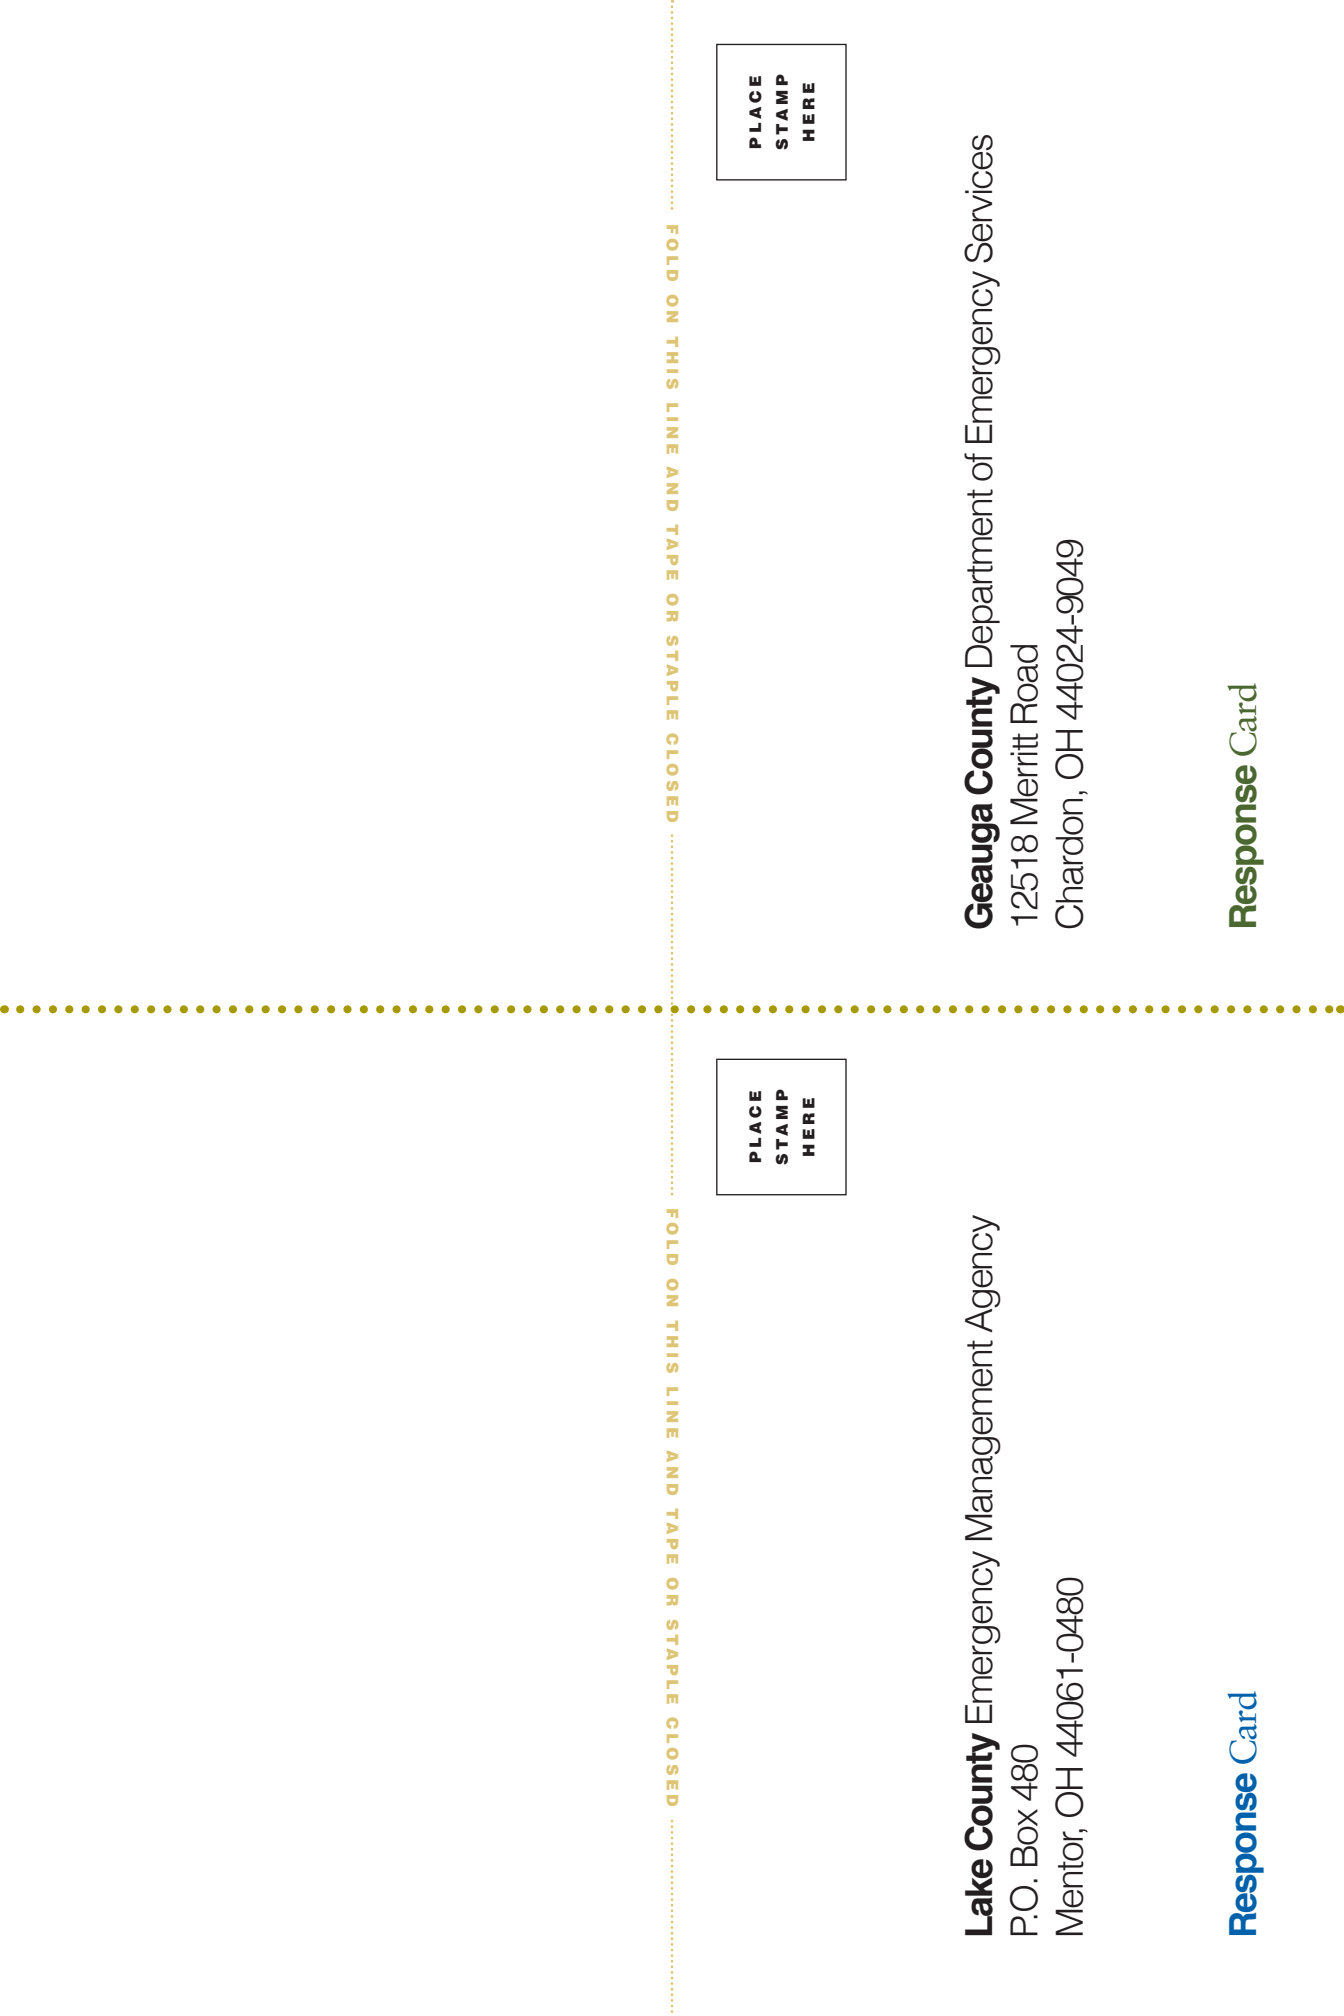 PLACE
STAMP
HERE
FOLD ON THIS LINE AND TAPE OR STAPLE CLOSED
Geauga County Department of Emergency Services
12518 Merritt Road
Chardon, OH 44024-9049
Response Card
PLACE
STAMP
HERE
FOLD ON THIS LINE AND TAPE OR STAPLE CLOSED
Lake County Emergency Management Agency
P.O. Box 480
Mentor, OH 44061-0480
Response Card